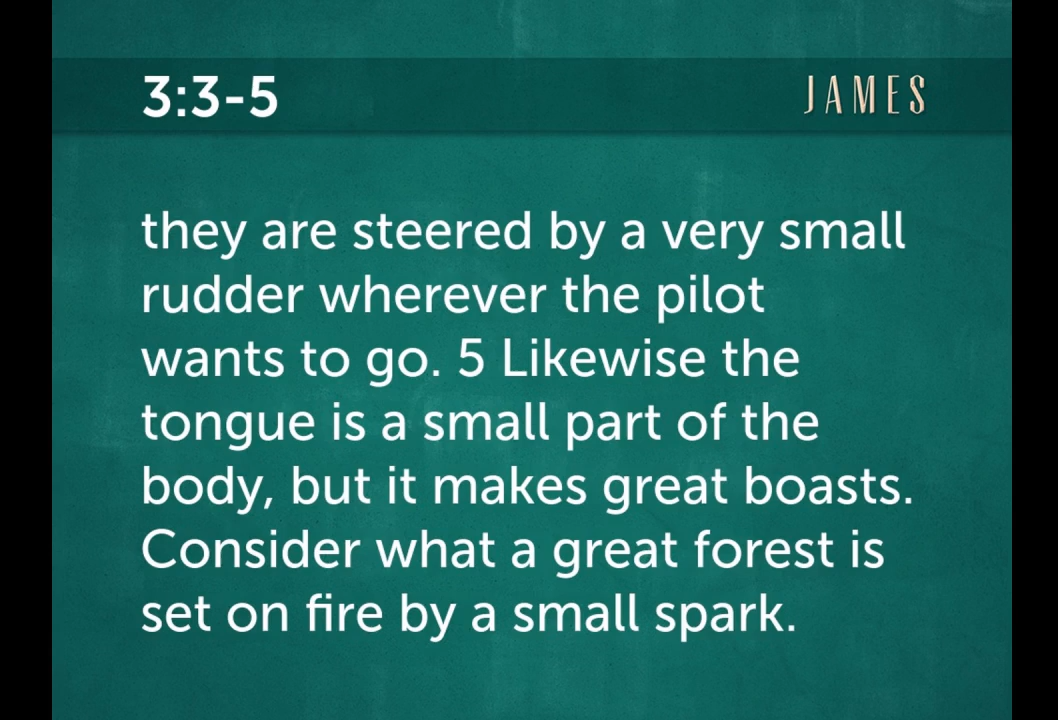 3:3-5
JAMES
they are steered by a very small
rudder wherever the pilot
wants to go. 5 Likewise the
tongue is a small part of the
body, but it makes great boasts.
Consider what a great forest is
set on fire by a small spark.